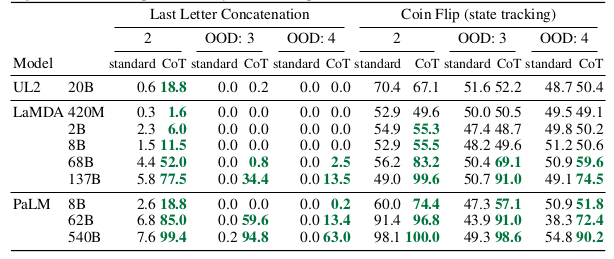 Last Letter Concatenation Coin Flip (state tracking)
2 OOD: 3 OOD: 4 2 OOD: 3 OOD: 4
Model standard CoT standard CoT standard CoT standard CoT standard CoT standard CoT
UL2 20B 0.6 18.8 0.0 0.2 0.0 0.0 70.4 67.1 51.6 52.2 48.7 50.4
LaMDA 420M 0.3 1.6 0.0 0.0 0.0 0.0 52.9 49.6 50.0 50.5 49.5 49.1
2B 2.3 6.0 0.0 0.0 0.0 0.0 54.9 55.3 47.4 48.7 49.8 50.2
8B 1.5 11.5 0.0 0.0 0.0 0.0 52.9 55.5 48.2 49.6 51.2 50.6
68B 4.4 52.0 0.0 0.8 0.0 2.5 56.2 83.2 50.4 69.1 50.9 59.6
137B 5.8 77.5 0.0 34.4 0.0 13.5 49.0 99.6 50.7 91.0 49.1 74.5
PaLM 8B 2.6 18.8 0.0 0.0 0.0 0.2 60.0 74.4 47.3 57.1 50.9 51.8
62B 6.8 85.0 0.0 59.6 0.0 13.4 91.4 96.8 43.9 91.0 38.3 72.4
540B 7.6 99.4 0.2 94.8 0.0 63.0 98.1 100.0 49.3 98.6 54.8 90.2